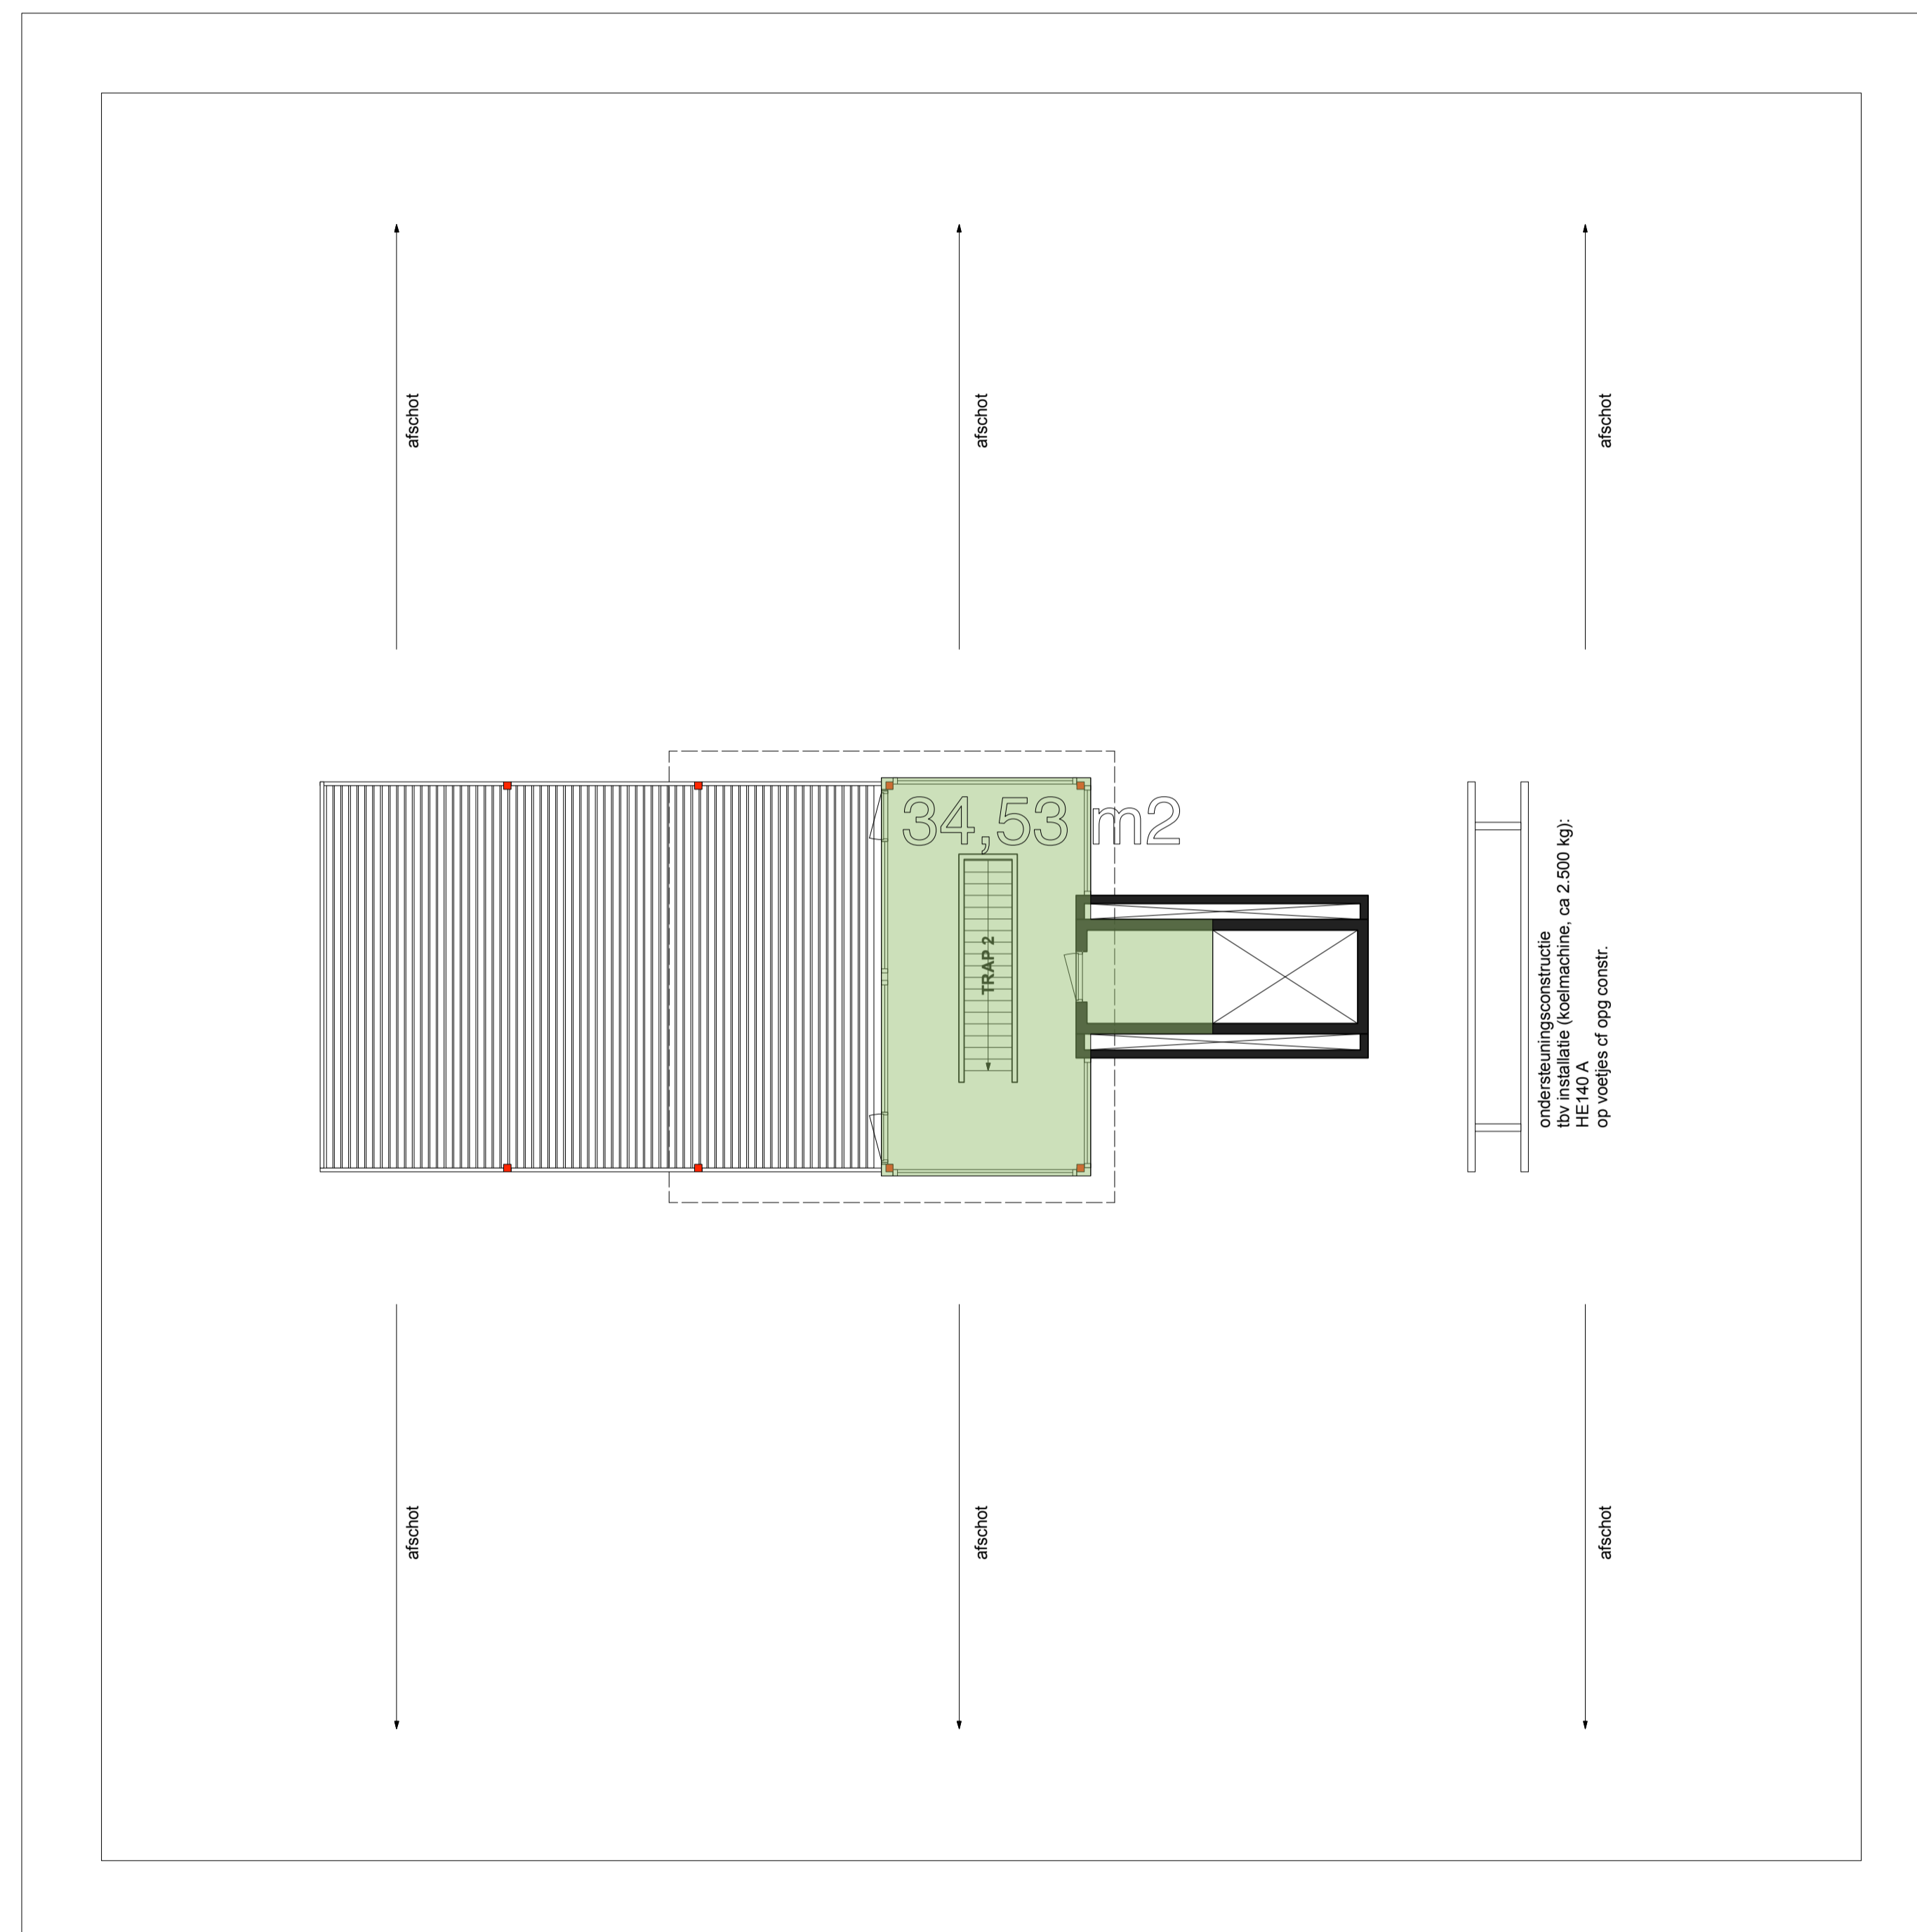 afschot
afschot
afschot
34,53 m2
TRAP 2
ondersteuningsconstructie
tbv installatie (koelmachine, ca 2.500 kg):
HE140 A
op voetjes cf opg constr.
afschot
afschot
afschot